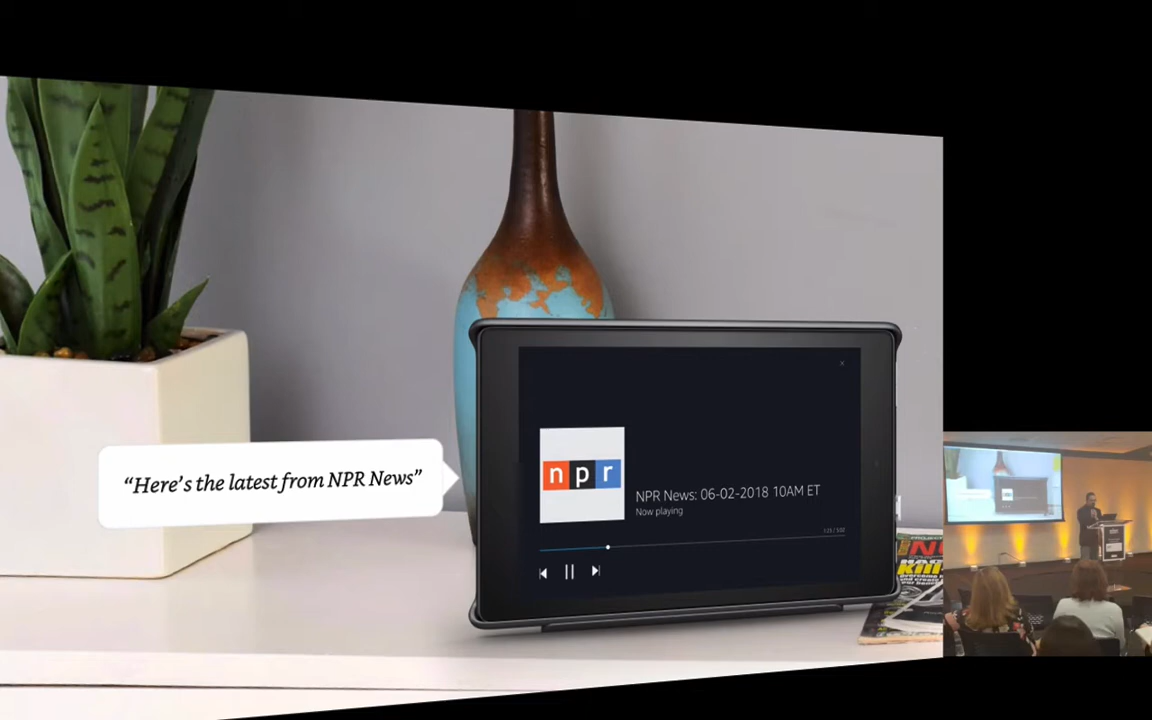 “Here’s the latest from NPR News”
npr
NPR News: 06-02-2018 10AM ET
Now playing